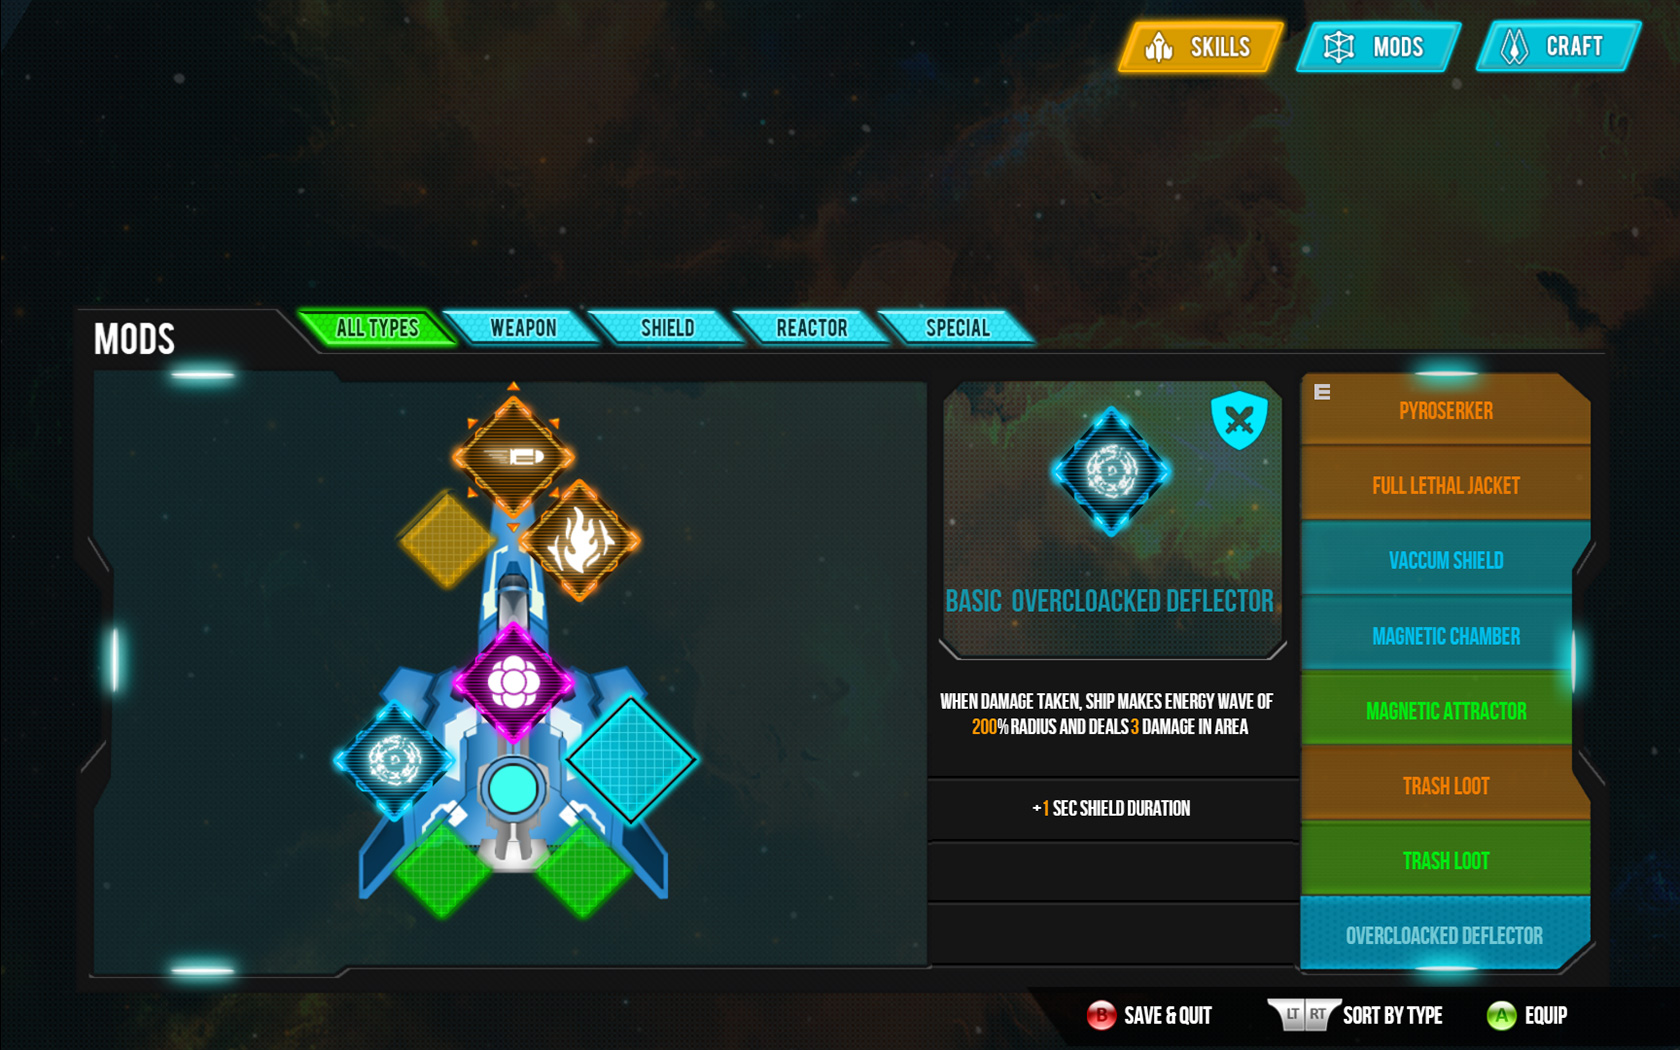 SKILLS
MODS
CRAFT
MODS
ALL TYPES
WEAPON
SHIELD
REACTOR
SPECIAL
BASIC OVERCLOACKED DEFLECTOR
WHEN DAMAGE TAKEN, SHIP MAKES ENERGY WAVE OF
200% RADIUS AND DEALS 3 DAMAGE IN AREA
+1 SEC SHIELD DURATION
E
PYROSERKER
FULL LETHAL JACKET
VACCUM SHIELD
MAGNETIC CHAMBER
MAGNETIC ATTRACTOR
TRASH LOOT
TRASH LOOT
OVERCLOACKED DEFLECTOR
B SAVE & QUIT
LT RT SORT BY TYPE
A EQUIP